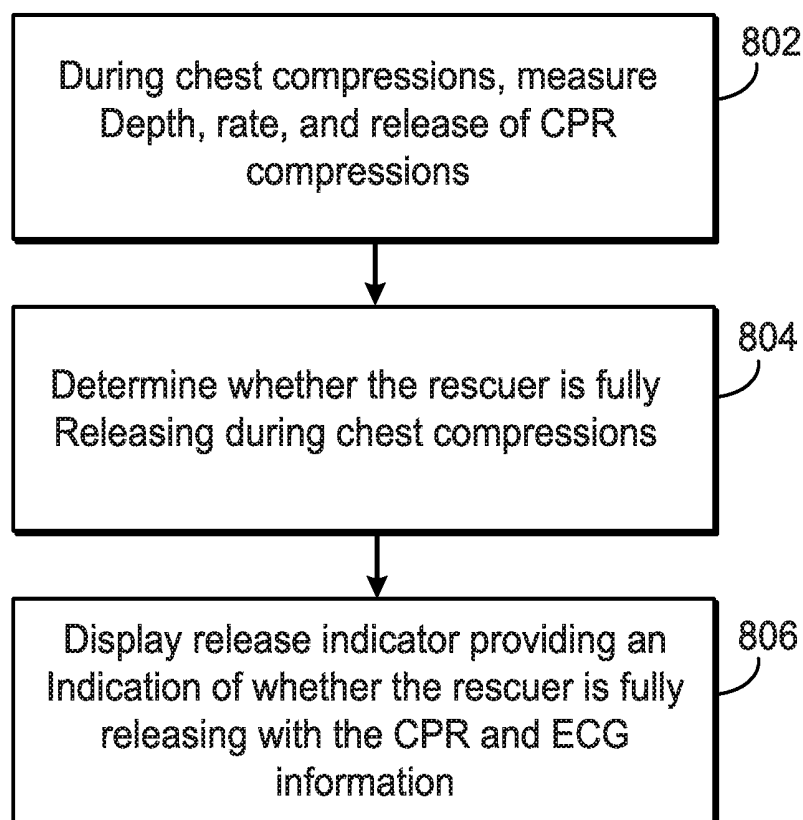 During chest compressions, measure
Depth, rate, and release of CPR
compressions
802
Determine whether the rescuer is fully
Releasing during chest compressions
804
Display release indicator providing an
Indication of whether the rescuer is fully
releasing with the CPR and ECG
information
806